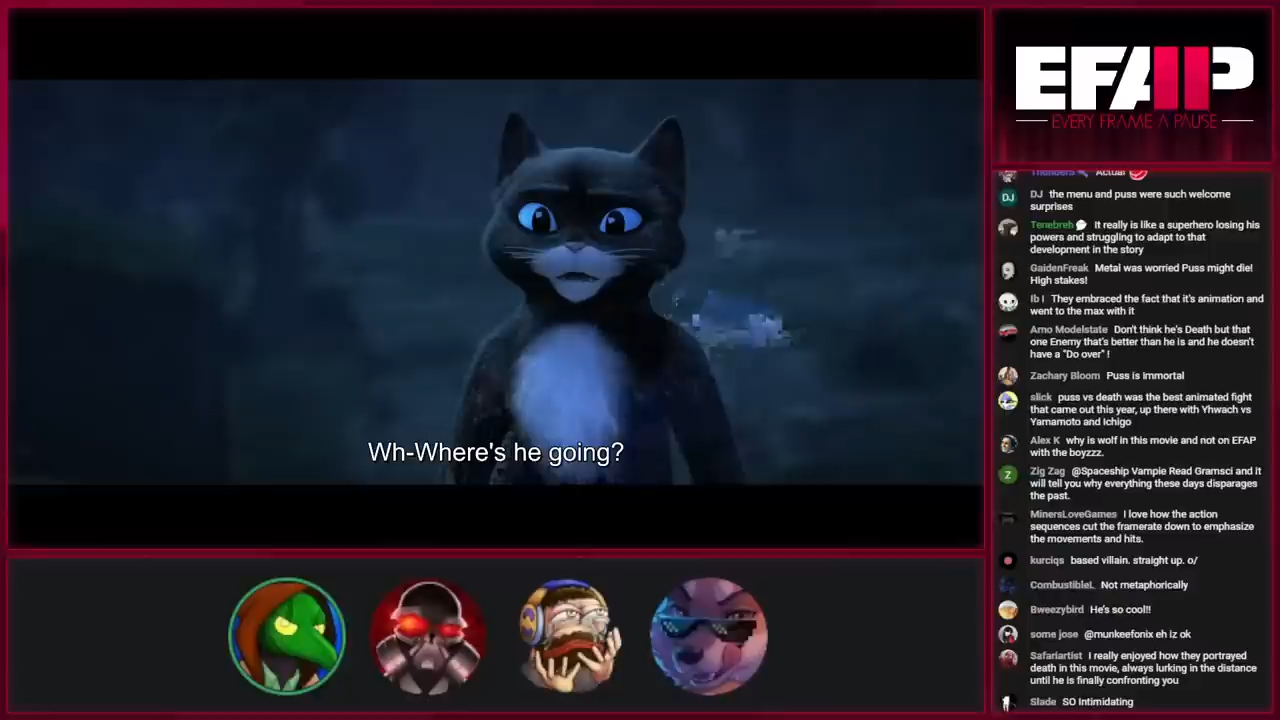 Wh-Where's he going?
EFAP
EVERY FRAME A PAUSE
Thunders Actual
DJ the menu and puss were such welcome
surprises
Tenebreh It really is like a superhero losing his
powers and struggling to adapt to that
development in the story
GaidenFreak Metal was worried Puss might die!
High stakes!
Ib I They embraced the fact that it's animation and
went to the max with it
Amo Modelstate Don't think he's Death but that
one Enemy that's better than he is and he doesn't
have a "Do over" !
Zachary Bloom Puss is Immortal
slick puss vs death was the best animated fight
that came out this year, up there with Yhwach vs
Yamamoto and Ichigo
Alex K why is wolf in this movie and not on EFAP
with the boyzzz.
Z
Zig Zag @Spaceship Vampie Read Gramsci and it
will tell you why everything these days disparages
the past.
MinersLoveGames I love how the action
sequences cut the framerate down to emphasize
the movements and hits.
kurciqs based villain. straight up. o/
CombustibleL Not metaphorically
Bweezybird He's so cool!!
some jose @munkeefonix eh iz ok
Safariartist I really enjoyed how they portrayed
death in this movie, always lurking in the distance
until he is finally confronting you
Slade SO Intimidating